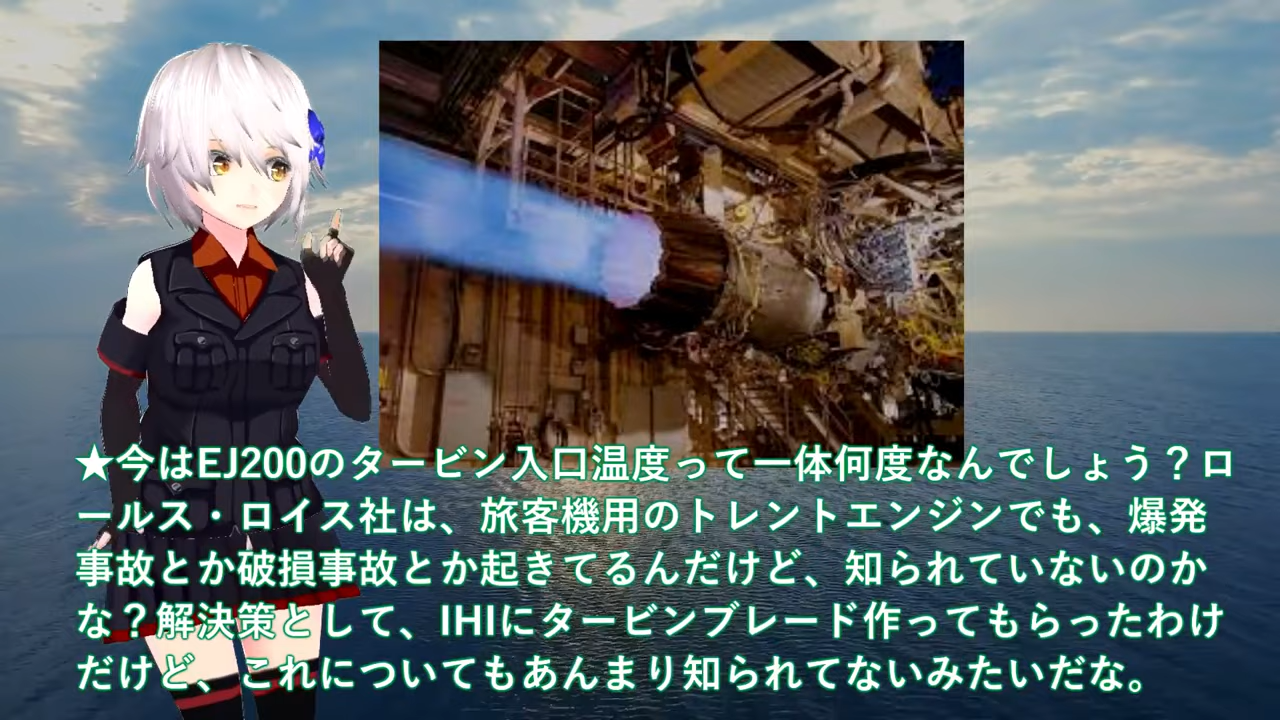 ★今はEJ200のタービン入口温度って一体何度なんでしょう？ロ
ールス・ロイス社は、旅客機用のトレントエンジンでも、爆発
事故とか破損事故とか起きてるんだけど、知られていないのか
な？解決策として、IHIにタービンブレード作ってもらったわけ
だけど、これについてもあんまり知られてないみたいだな。